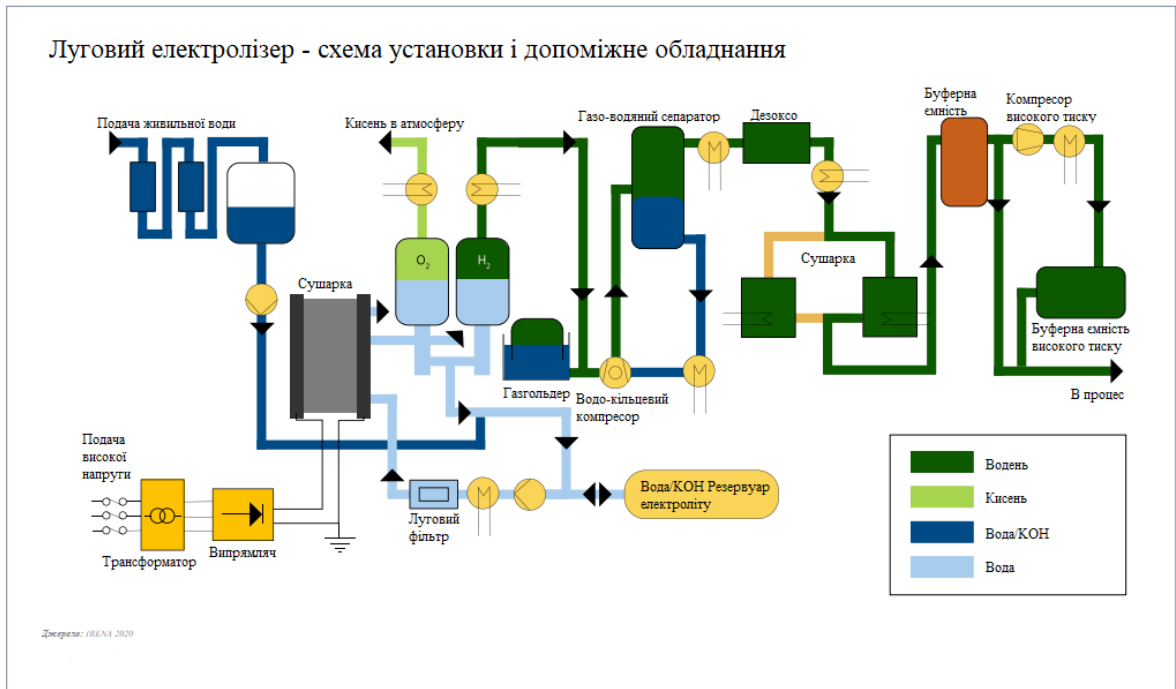 Луговий електролізер - схема установки і допоміжне обладнання
Подача живильної води
Кисень в атмосферу
Газо-водяний сепаратор
Дезоксо
Буферна
ємність
Компресор
високого тиску
O₂
H₂
Сушарка
Сушарка
Газгольдер
Водо-кільцевий
компресор
Буферна ємність
високого тиску
В процес
Подача
високої
напруги
Трансформатор
Випрямляч
Луговий
фільтр
Вода/KOH Резервуар
електроліту
M
M
M
M
M
Водень
Кисень
Вода/KOH
Вода
Джерело: IRENA 2020